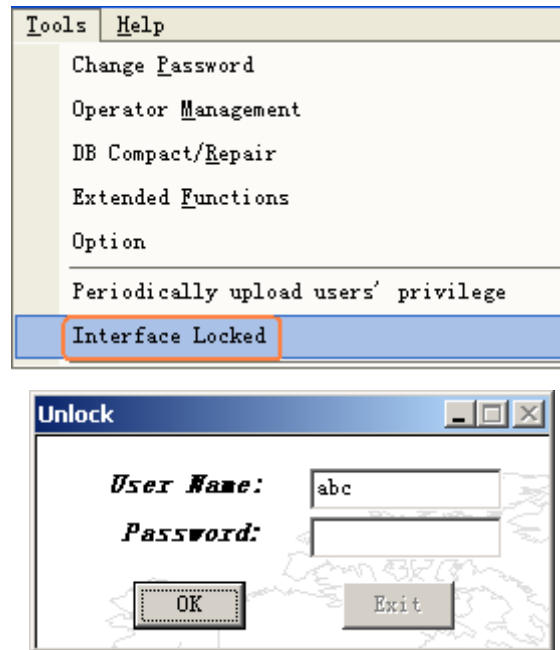 Tools Help
Change Password
Operator Management
DB Compact/Repair
Extended Functions
Option
Periodically upload users' privilege
Interface Locked
Unlock
User Name: abc
Password:
OK Exit